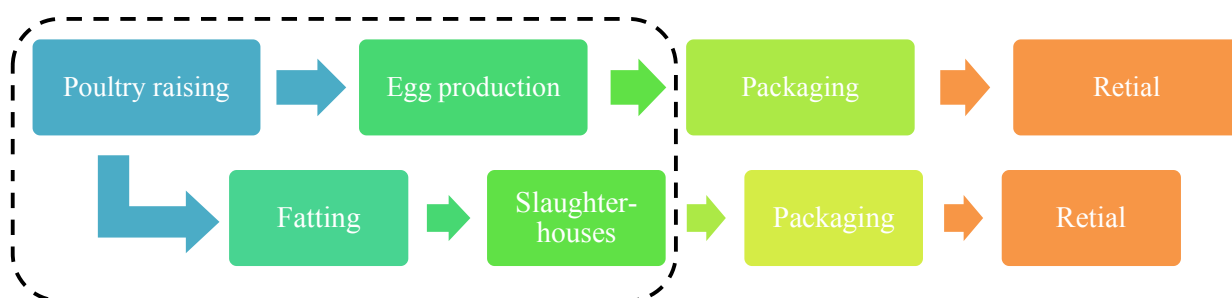 Poultry raising
Egg production
Packaging
Retial
Fatting
Slaughter-
houses
Packaging
Retial